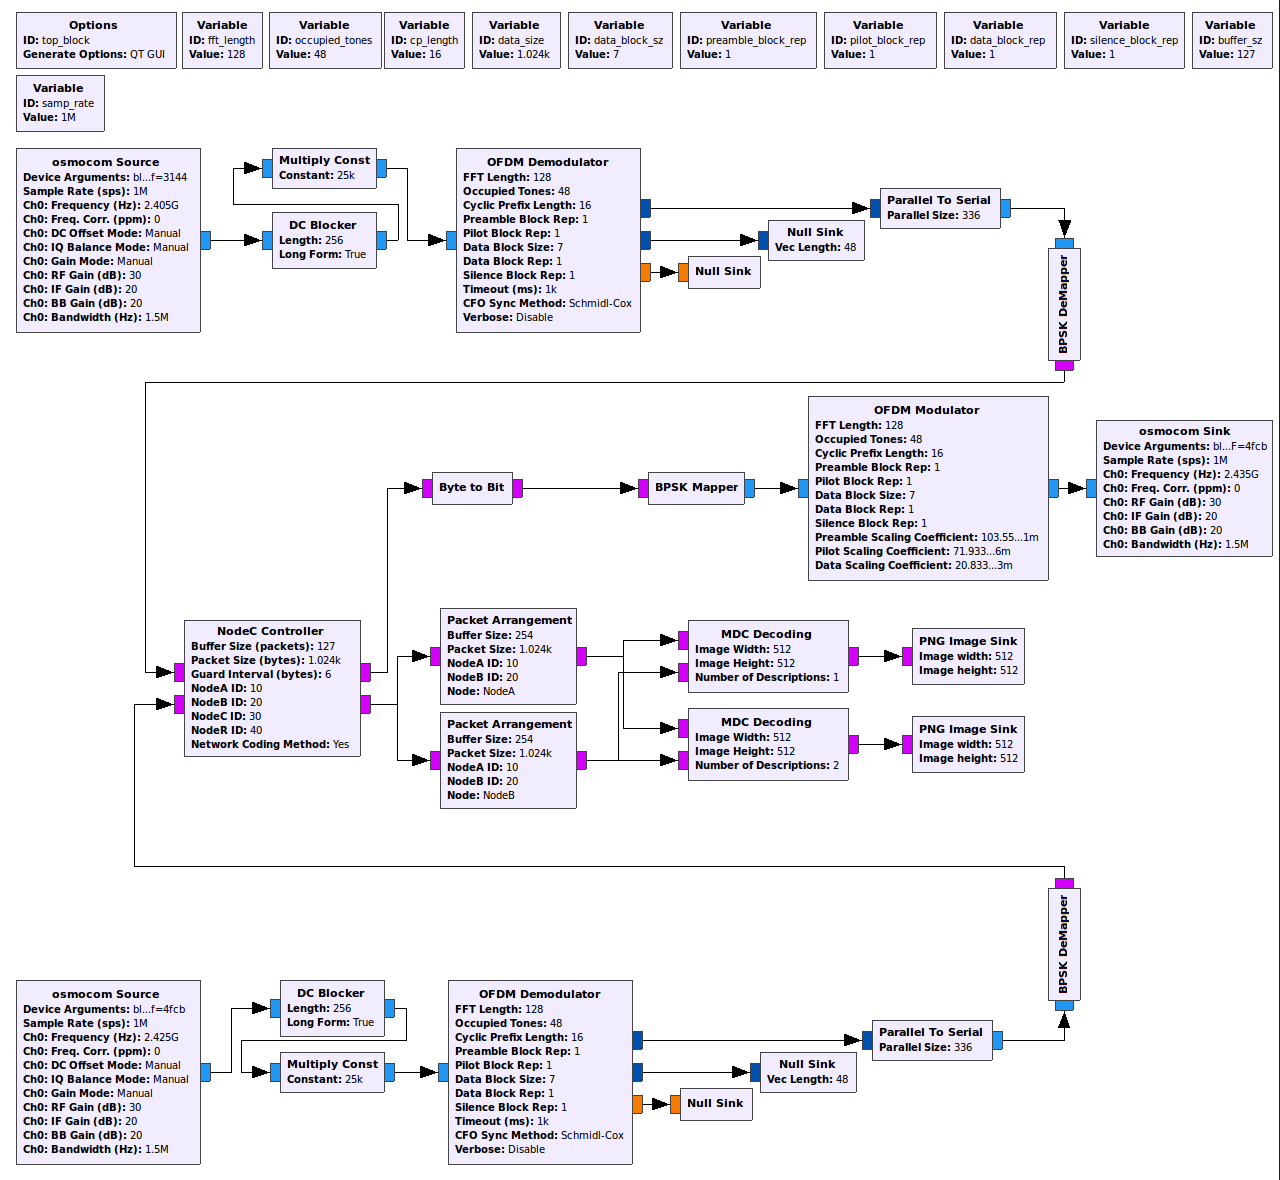 Options
ID: top_block
Generate Options: QT GUI
Variable
ID: fft_length
Value: 128
Variable
ID: occupied_tones
Value: 48
Variable
ID: cp_length
Value: 16
Variable
ID: data_size
Value: 1.024k
Variable
ID: data_block_sz
Value: 7
Variable
ID: preamble_block_rep
Value: 1
Variable
ID: pilot_block_rep
Value: 1
Variable
ID: data_block_rep
Value: 1
Variable
ID: silence_block_rep
Value: 1
Variable
ID: buffer_sz
Value: 127
Variable
ID: samp_rate
Value: 1M
osmocom Source
Device Arguments: bl...f=3144
Sample Rate (sps): 1M
Ch0: Frequency (Hz): 2.405G
Ch0: Freq. Corr. (ppm): 0
Ch0: DC Offset Mode: Manual
Ch0: IQ Balance Mode: Manual
Ch0: Gain Mode: Manual
Ch0: RF Gain (dB): 30
Ch0: IF Gain (dB): 20
Ch0: BB Gain (dB): 20
Ch0: Bandwidth (Hz): 1.5M
Multiply Const
Constant: 25k
DC Blocker
Length: 256
Long Form: True
OFDM Demodulator
FFT Length: 128
Occupied Tones: 48
Cyclic Prefix Length: 16
Preamble Block Rep: 1
Pilot Block Rep: 1
Data Block Size: 7
Data Block Rep: 1
Silence Block Rep: 1
Timeout (ms): 1k
CFO Sync Method: Schmidl-Cox
Verbose: Disable
Parallel To Serial
Parallel Size: 336
Null Sink
Vec Length: 48
Null Sink
BPSK DeMapper
OFDM Modulator
FFT Length: 128
Occupied Tones: 48
Cyclic Prefix Length: 16
Preamble Block Rep: 1
Pilot Block Rep: 1
Data Block Size: 7
Data Block Rep: 1
Silence Block Rep: 1
Preamble Scaling Coefficient: 103.55...1m
Pilot Scaling Coefficient: 71.933...6m
Data Scaling Coefficient: 20.833...3m
osmocom Sink
Device Arguments: bl...F=4fcb
Sample Rate (sps): 1M
Ch0: Frequency (Hz): 2.435G
Ch0: Freq. Corr. (ppm): 0
Ch0: RF Gain (dB): 30
Ch0: IF Gain (dB): 20
Ch0: BB Gain (dB): 20
Ch0: Bandwidth (Hz): 1.5M
Byte to Bit
BPSK Mapper
NodeC Controller
Buffer Size (packets): 127
Packet Size (bytes): 1.024k
Guard Interval (bytes): 6
NodeA ID: 10
NodeB ID: 20
NodeC ID: 30
NodeR ID: 40
Network Coding Method: Yes
Packet Arrangement
Buffer Size: 254
Packet Size: 1.024k
NodeA ID: 10
NodeB ID: 20
Node: NodeA
MDC Decoding
Image Width: 512
Image Height: 512
Number of Descriptions: 1
PNG Image Sink
Image width: 512
Image height: 512
Packet Arrangement
Buffer Size: 254
Packet Size: 1.024k
NodeA ID: 10
NodeB ID: 20
Node: NodeB
MDC Decoding
Image Width: 512
Image Height: 512
Number of Descriptions: 2
PNG Image Sink
Image width: 512
Image height: 512
BPSK DeMapper
osmocom Source
Device Arguments: bl...f=4fcb
Sample Rate (sps): 1M
Ch0: Frequency (Hz): 2.425G
Ch0: Freq. Corr. (ppm): 0
Ch0: DC Offset Mode: Manual
Ch0: IQ Balance Mode: Manual
Ch0: Gain Mode: Manual
Ch0: RF Gain (dB): 30
Ch0: IF Gain (dB): 20
Ch0: BB Gain (dB): 20
Ch0: Bandwidth (Hz): 1.5M
DC Blocker
Length: 256
Long Form: True
Multiply Const
Constant: 25k
OFDM Demodulator
FFT Length: 128
Occupied Tones: 48
Cyclic Prefix Length: 16
Preamble Block Rep: 1
Pilot Block Rep: 1
Data Block Size: 7
Data Block Rep: 1
Silence Block Rep: 1
Timeout (ms): 1k
CFO Sync Method: Schmidl-Cox
Verbose: Disable
Parallel To Serial
Parallel Size: 336
Null Sink
Vec Length: 48
Null Sink